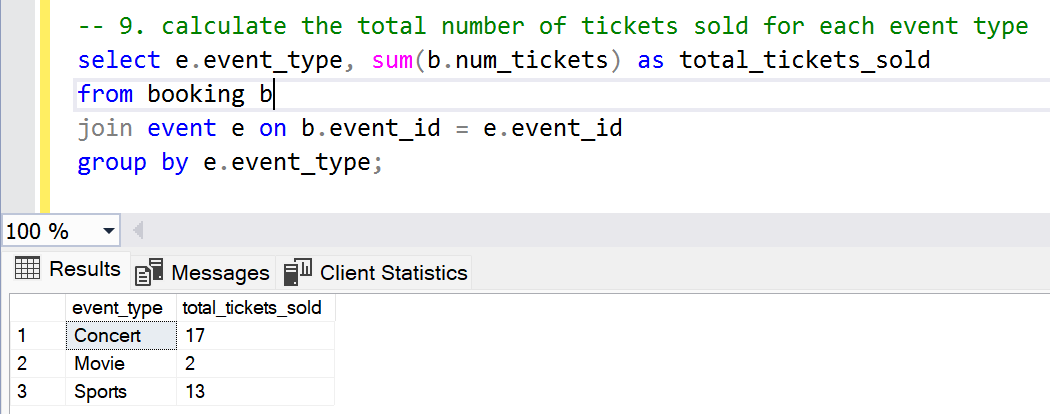 -- 9. calculate the total number of tickets sold for each event type
select e.event_type, sum(b.num_tickets) as total_tickets_sold
from booking b
join event e on b.event_id = e.event_id
group by e.event_type;
100 %
Results Messages Client Statistics
event_type total_tickets_sold
1 Concert 17
2 Movie 2
3 Sports 13